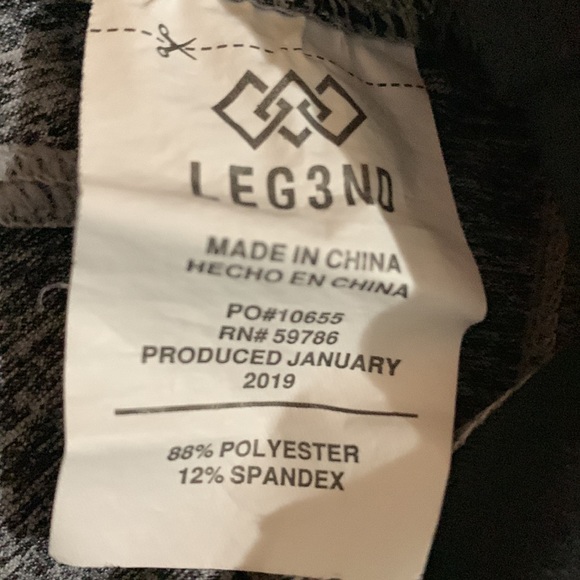 LEG3ND
MADE IN CHINA
HECHO EN CHINA
PO#10655
RN# 59786
PRODUCED JANUARY
2019
88% POLYESTER
12% SPANDEX